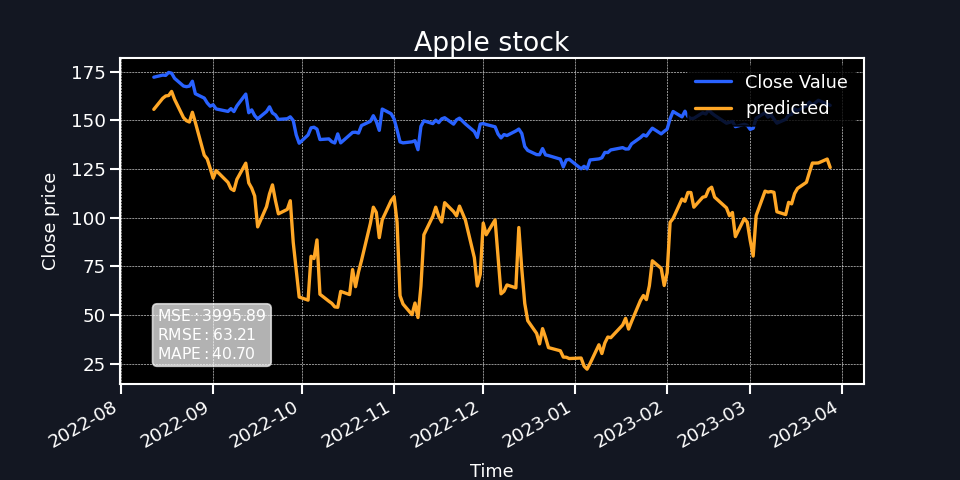 Apple stock
Close Value
predicted
175
150
125
100
75
50
25
Close price
MSE : 3995.89
RMSE : 63.21
MAPE : 40.70
2022-08
2022-09
2022-10
2022-11
2022-12
2023-01
2023-02
2023-03
2023-04
Time